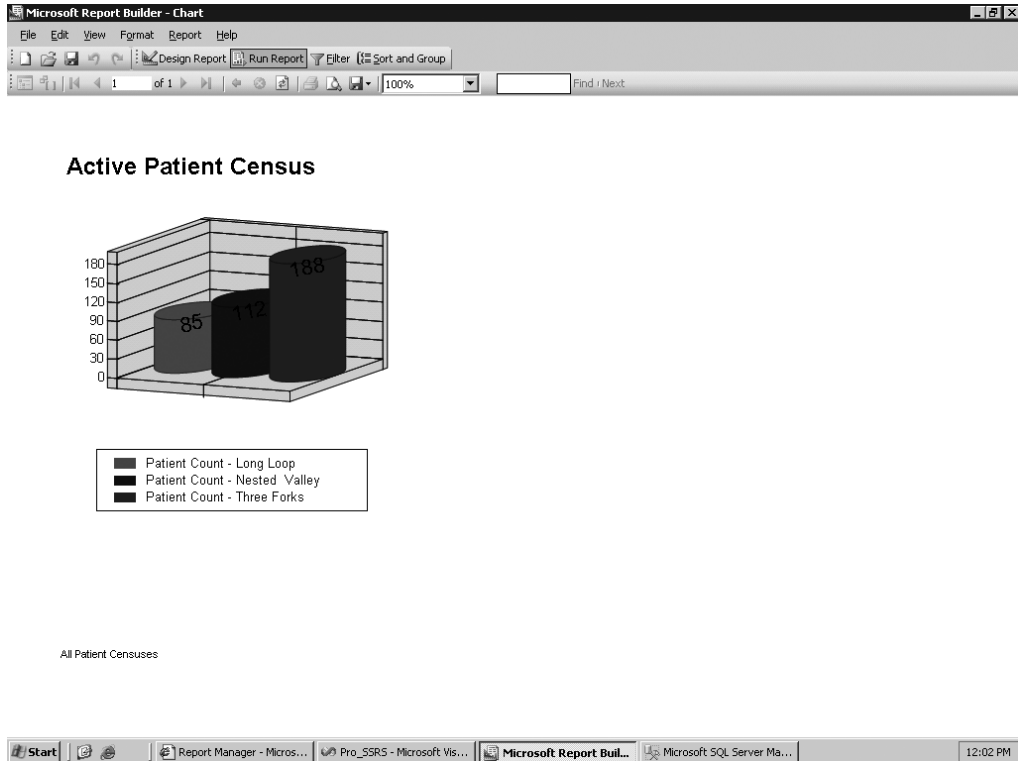 Microsoft Report Builder - Chart
File Edit View Format Report Help
Design Report Run Report Filter Sort and Group
1 of 1 100% Find Next
Active Patient Census
180
150
120
90
60
30
0
85
112
188
Patient Count - Long Loop
Patient Count - Nested Valley
Patient Count - Three Forks
All Patient Censuses
Start Report Manager - Micros... Pro_SSRS - Microsoft Vis... Microsoft Report Buil... Microsoft SQL Server Ma... 12:02 PM